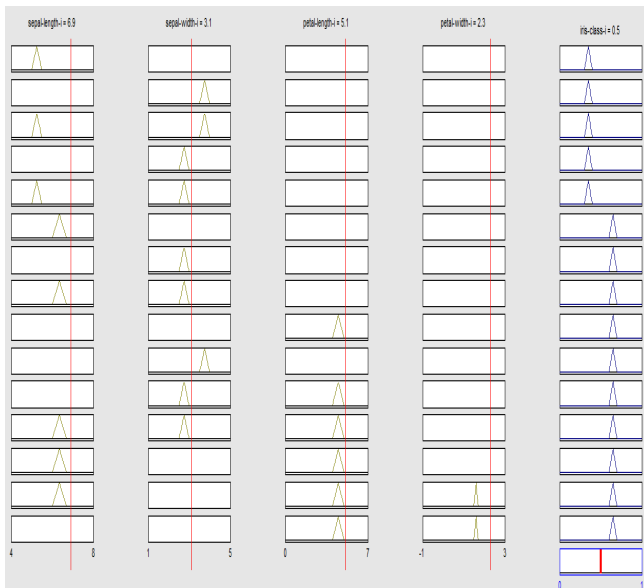 sepal-length-i = 6.9
sepal-width-i = 3.1
petal-length-i = 5.1
petal-width-i = 2.3
iris-class-i = 0.5
4 8
1 5
0 7
-1 3
0 1